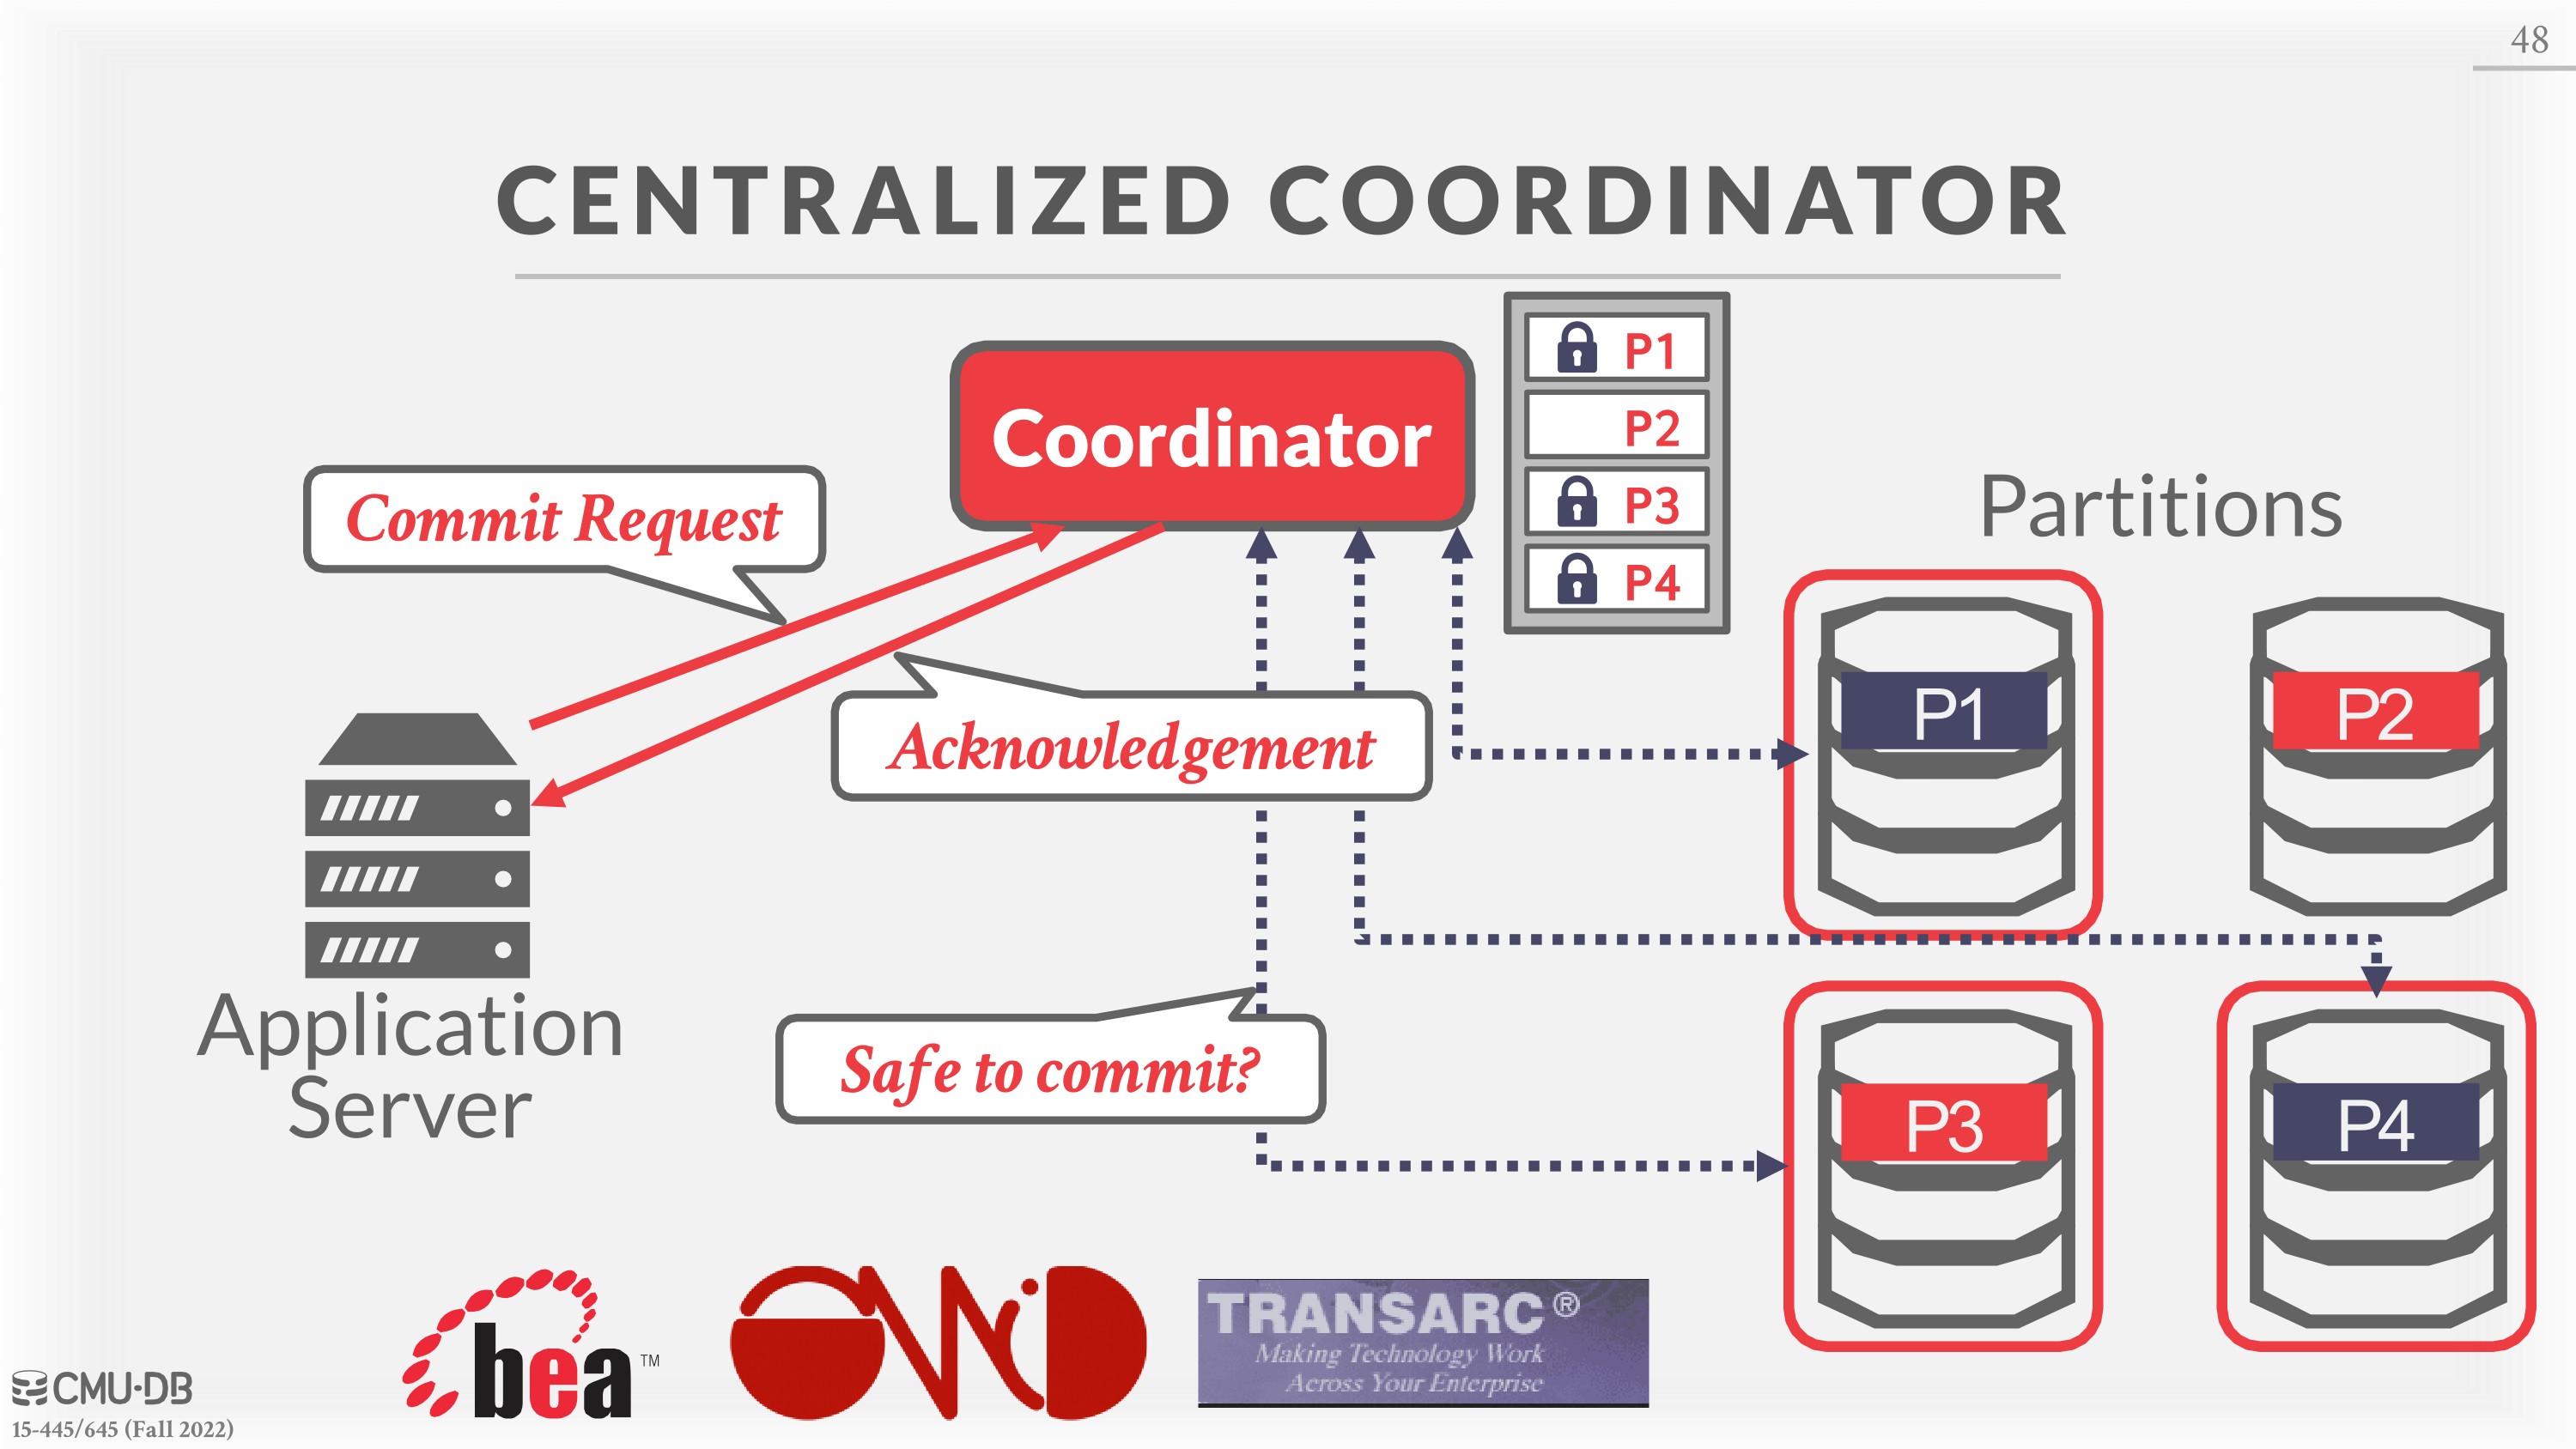 48
CENTRALIZED COORDINATOR
Coordinator
P1
P2
P3
P4
Commit Request
Partitions
Acknowledgement
P1
P2
Application
Server
Safe to commit?
P3
P4
bea™
TRANSARC®
Making Technology Work
Across Your Enterprise
CMU·DB
15-445/645 (Fall 2022)